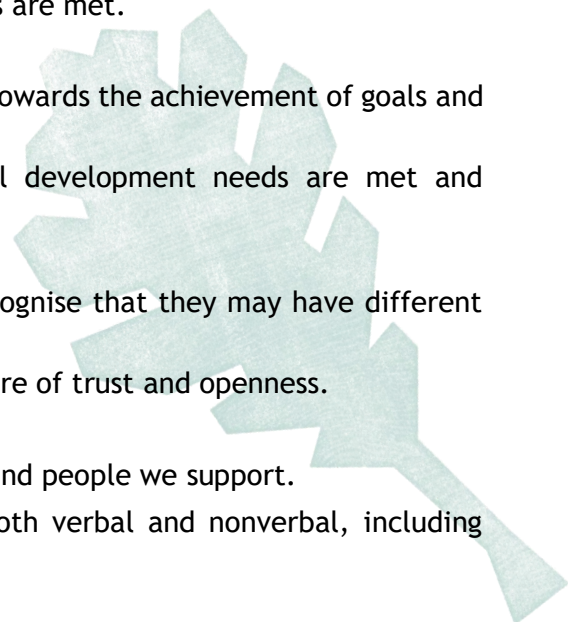 s are met.
owards the achievement of goals and
l development needs are met and
ognise that they may have different
re of trust and openness.
nd people we support.
oth verbal and nonverbal, including